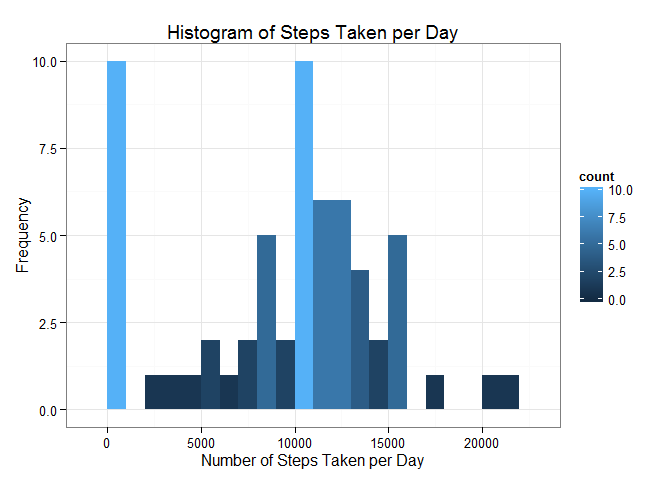 Histogram of Steps Taken per Day
10.0
7.5
5.0
2.5
0.0
Frequency
0 5000 10000 15000 20000
Number of Steps Taken per Day
count
10.0
7.5
5.0
2.5
0.0